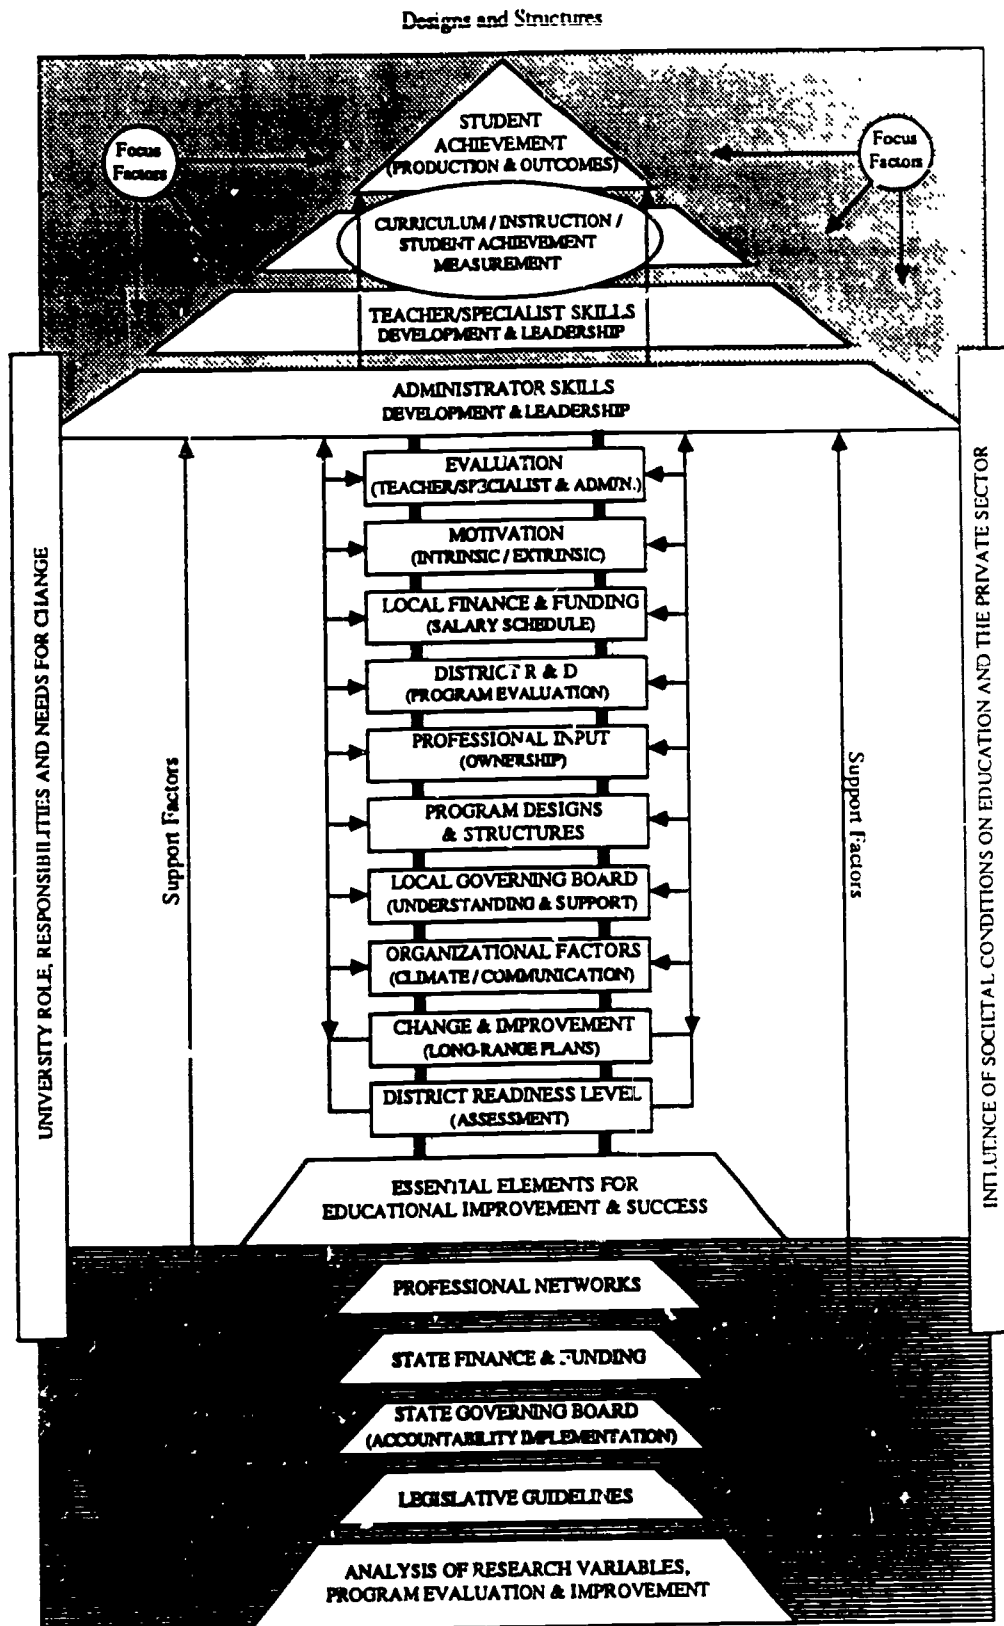 Designs and Structures
STUDENT
ACHIEVEMENT
(PRODUCTION & OUTCOMES)
Focus
Factors
Focus
Factors
CURRICULUM / INSTRUCTION /
STUDENT ACHIEVEMENT
MEASUREMENT
TEACHER/SPECIALIST SKILLS
DEVELOPMENT & LEADERSHIP
ADMINISTRATOR SKILLS
DEVELOPMENT & LEADERSHIP
EVALUATION
(TEACHER/SPECIALIST & ADMIN.)
MOTIVATION
(INTRINSIC / EXTRINSIC)
LOCAL FINANCE & FUNDING
(SALARY SCHEDULE)
DISTRICT R & D
(PROGRAM EVALUATION)
PROFESSIONAL INPUT
(OWNERSHIP)
PROGRAM DESIGNS
& STRUCTURES
LOCAL GOVERNING BOARD
(UNDERSTANDING & SUPPORT)
ORGANIZATIONAL FACTORS
(CLIMATE / COMMUNICATION)
CHANGE & IMPROVEMENT
(LONG-RANGE PLANS)
DISTRICT READINESS LEVEL
(ASSESSMENT)
UNIVERSITY ROLE, RESPONSIBILITIES AND NEEDS FOR CHANGE
Support Factors
Support Factors
INFLUENCE OF SOCIETAL CONDITIONS ON EDUCATION AND THE PRIVATE SECTOR
ESSENTIAL ELEMENTS FOR
EDUCATIONAL IMPROVEMENT & SUCCESS
PROFESSIONAL NETWORKS
STATE FINANCE & FUNDING
STATE GOVERNING BOARD
(ACCOUNTABILITY IMPLEMENTATION)
LEGISLATIVE GUIDELINES
ANALYSIS OF RESEARCH VARIABLES,
PROGRAM EVALUATION & IMPROVEMENT